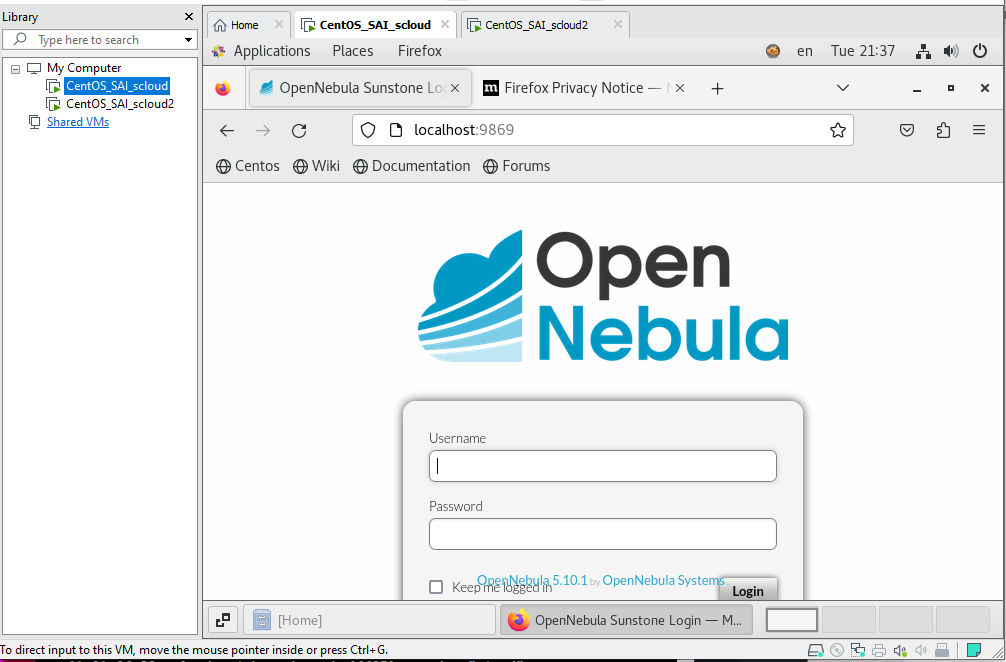 Library
Type here to search
My Computer
CentOS_SAI_scloud
CentOS_SAI_scloud2
Shared VMs
Home
CentOS_SAI_scloud
CentOS_SAI_scloud2
Applications Places Firefox en Tue 21:37
OpenNebula Sunstone Lo
Firefox Privacy Notice —
localhost:9869
Centos Wiki Documentation Forums
Open
Nebula
Username
Password
Keep me logged in
OpenNebula 5.10.1 by OpenNebula Systems
Login
[Home]
OpenNebula Sunstone Login — M...
To direct input to this VM, move the mouse pointer inside or press Ctrl+G.